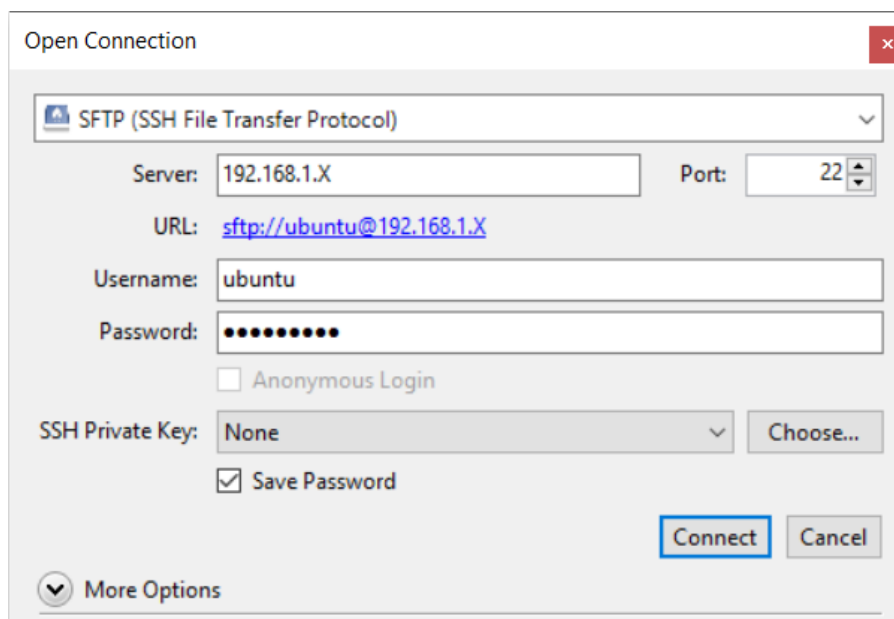 Open Connection
SFTP (SSH File Transfer Protocol)
Server: 192.168.1.X Port: 22
URL: sftp://ubuntu@192.168.1.X
Username: ubuntu
Password: •••••••••
Anonymous Login
SSH Private Key: None Choose...
Save Password
Connect Cancel
More Options